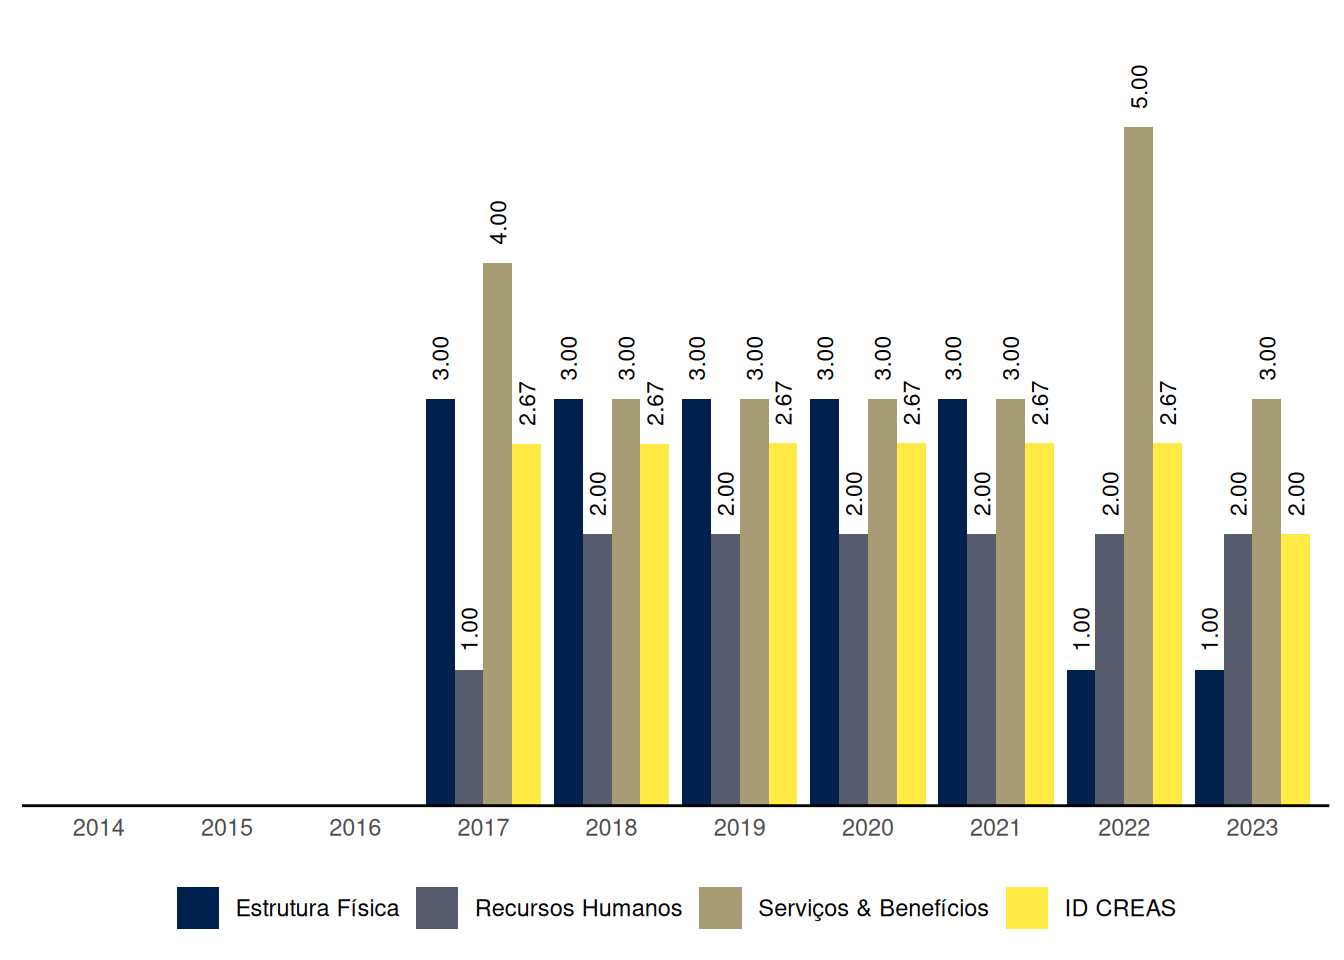 5.00
4.00
3.00 3.00 3.00 3.00 3.00 3.00 3.00 3.00 3.00 3.00
2.67 2.67 2.67 2.67 2.67 2.67
2.00 2.00 2.00 2.00 2.00 2.00 2.00
1.00 1.00 1.00
2014 2015 2016 2017 2018 2019 2020 2021 2022 2023
Estrutura Física Recursos Humanos Serviços & Benefícios ID CREAS